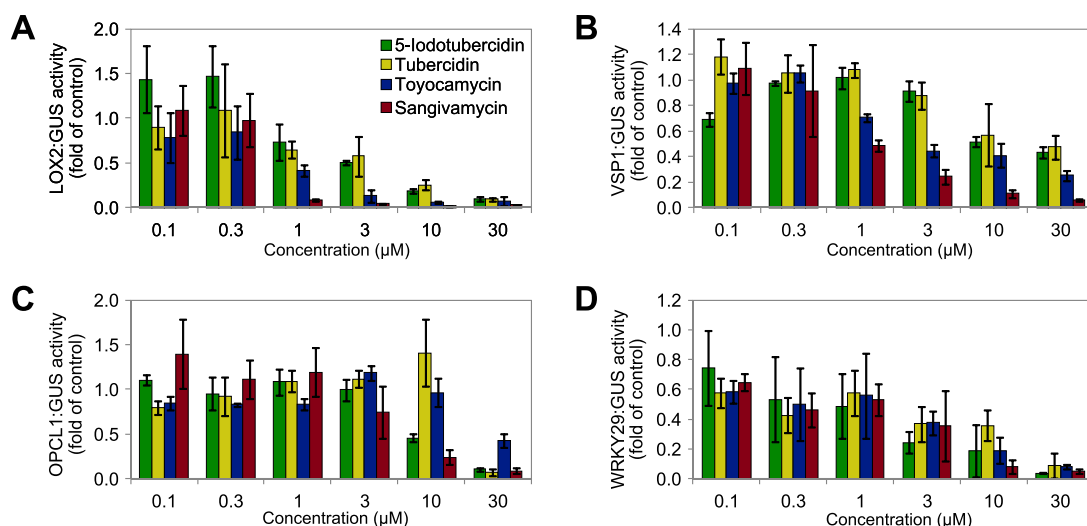 A
LOX2:GUS activity
(fold of control)
2.0
1.5
1.0
0.5
0.0
5-Iodotubercidin
Tubercidin
Toyocamycin
Sangivamycin
0.1 0.3 1 3 10 30
Concentration (µM)
B
VSP1:GUS activity
(fold of control)
1.4
1.2
1.0
0.8
0.6
0.4
0.2
0.0
0.1 0.3 1 3 10 30
Concentration (µM)
C
OPCL1:GUS activity
(fold of control)
2.0
1.5
1.0
0.5
0.0
0.1 0.3 1 3 10 30
Concentration (µM)
D
WRKY29:GUS activity
(fold of control)
1.2
1.0
0.8
0.6
0.4
0.2
0
0.1 0.3 1 3 10 30
Concentration (µM)